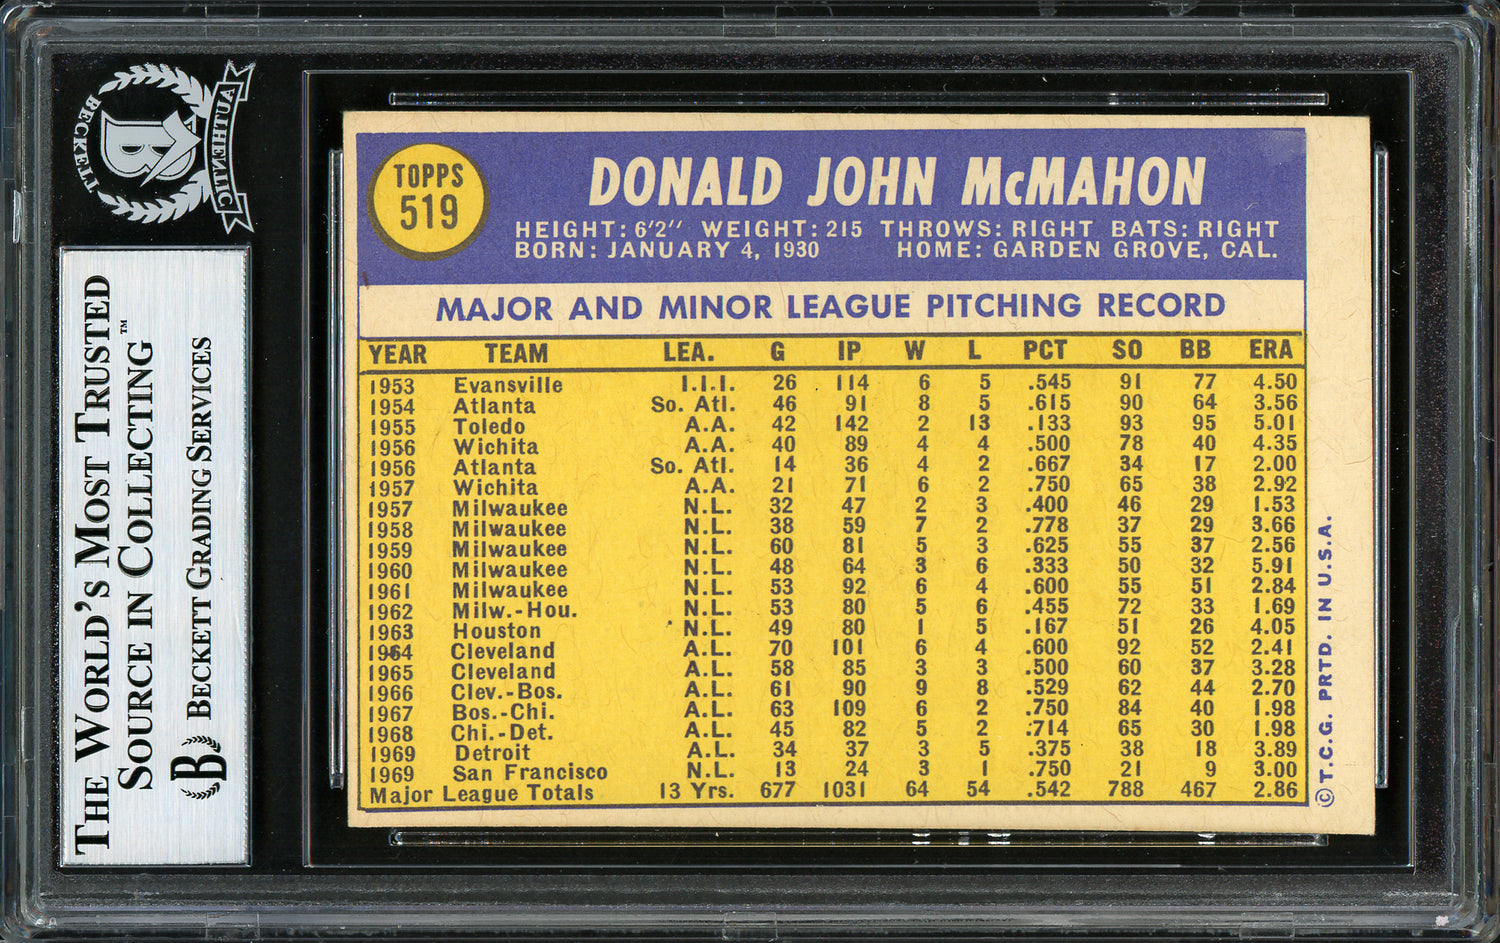 BECKETT
AUTHENTIC
B
THE WORLD'S MOST TRUSTED
SOURCE IN COLLECTING™
B BECKETT GRADING SERVICES
TOPPS
519
DONALD JOHN McMAHON
HEIGHT: 6'2" WEIGHT: 215 THROWS: RIGHT BATS: RIGHT
BORN: JANUARY 4, 1930 HOME: GARDEN GROVE, CAL.
MAJOR AND MINOR LEAGUE PITCHING RECORD
YEAR TEAM LEA. G IP W L PCT SO BB ERA
1953 Evansville I.I.I. 26 114 6 5 .545 91 77 4.50
1954 Atlanta So. Atl. 46 91 8 5 .615 90 64 3.56
1955 Toledo A.A. 42 142 2 13 .133 93 95 5.01
1956 Wichita A.A. 40 89 4 4 .500 78 40 4.35
1956 Atlanta So. Atl. 14 36 4 2 .667 34 17 2.00
1957 Wichita A.A. 21 71 6 2 .750 65 38 2.92
1957 Milwaukee N.L. 32 47 2 3 .400 46 29 1.53
1958 Milwaukee N.L. 38 59 7 2 .778 37 29 3.66
1959 Milwaukee N.L. 60 81 5 3 .625 55 37 2.56
1960 Milwaukee N.L. 48 64 3 6 .333 50 32 5.91
1961 Milwaukee N.L. 53 92 6 4 .600 55 51 2.84
1962 Milw.-Hou. N.L. 53 80 5 6 .455 72 33 1.69
1963 Houston N.L. 49 80 1 5 .167 51 26 4.05
1964 Cleveland A.L. 70 101 6 4 .600 92 52 2.41
1965 Cleveland A.L. 58 85 3 3 .500 60 37 3.28
1966 Clev.-Bos. A.L. 61 90 9 8 .529 62 44 2.70
1967 Bos.-Chi. A.L. 63 109 6 2 .750 84 40 1.98
1968 Chi.-Det. A.L. 45 82 5 2 .714 65 30 1.98
1969 Detroit A.L. 34 37 3 5 .375 38 18 3.89
1969 San Francisco N.L. 13 24 3 1 .750 21 9 3.00
Major League Totals 13 Yrs. 677 1031 64 54 .542 788 467 2.86
© T.C.G. PRTD. IN U.S.A.